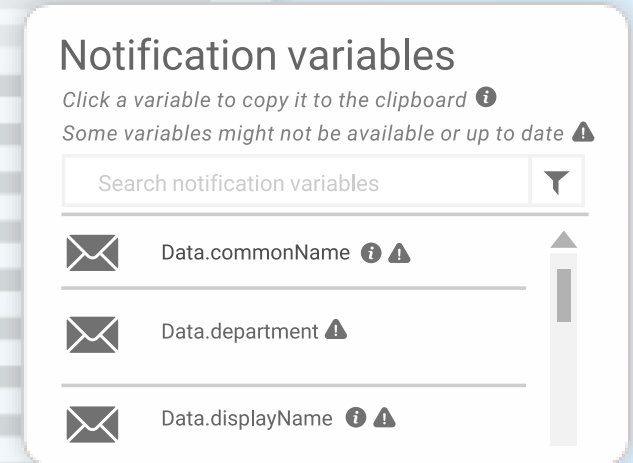 Notification variables
Click a variable to copy it to the clipboard
Some variables might not be available or up to date
Search notification variables
Data.commonName
Data.department
Data.displayName